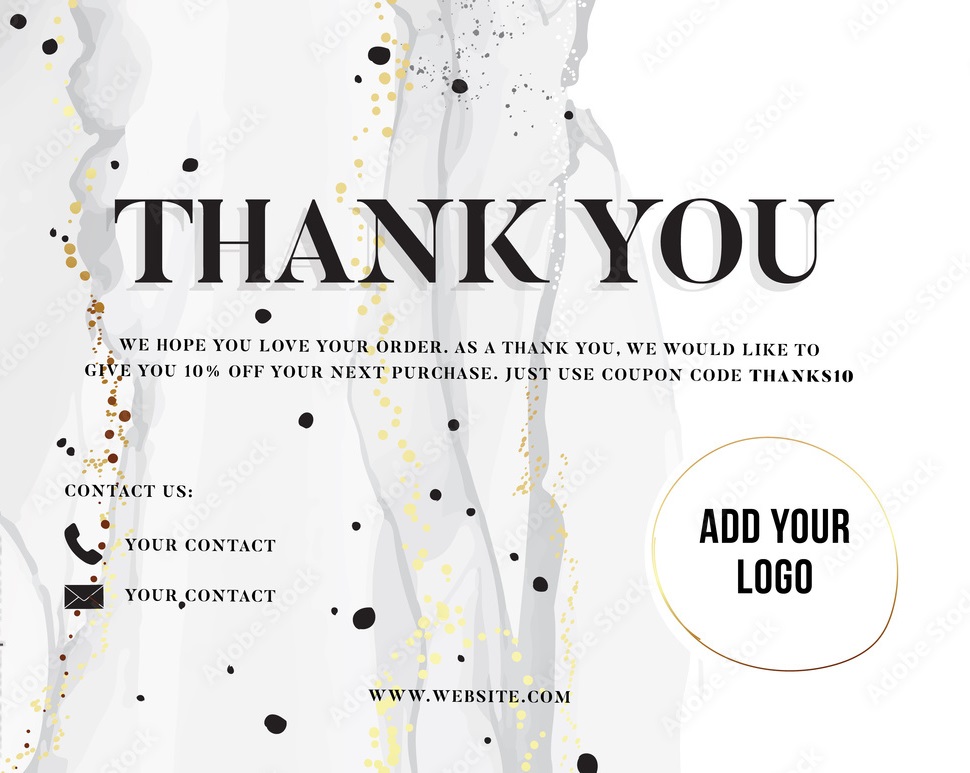 THANK YOU
WE HOPE YOU LOVE YOUR ORDER. AS A THANK YOU, WE WOULD LIKE TO
GIVE YOU 10% OFF YOUR NEXT PURCHASE. JUST USE COUPON CODE THANKS10
CONTACT US:
YOUR CONTACT
YOUR CONTACT
ADD YOUR
LOGO
WWW.WEBSITE.COM
Adobe Stock